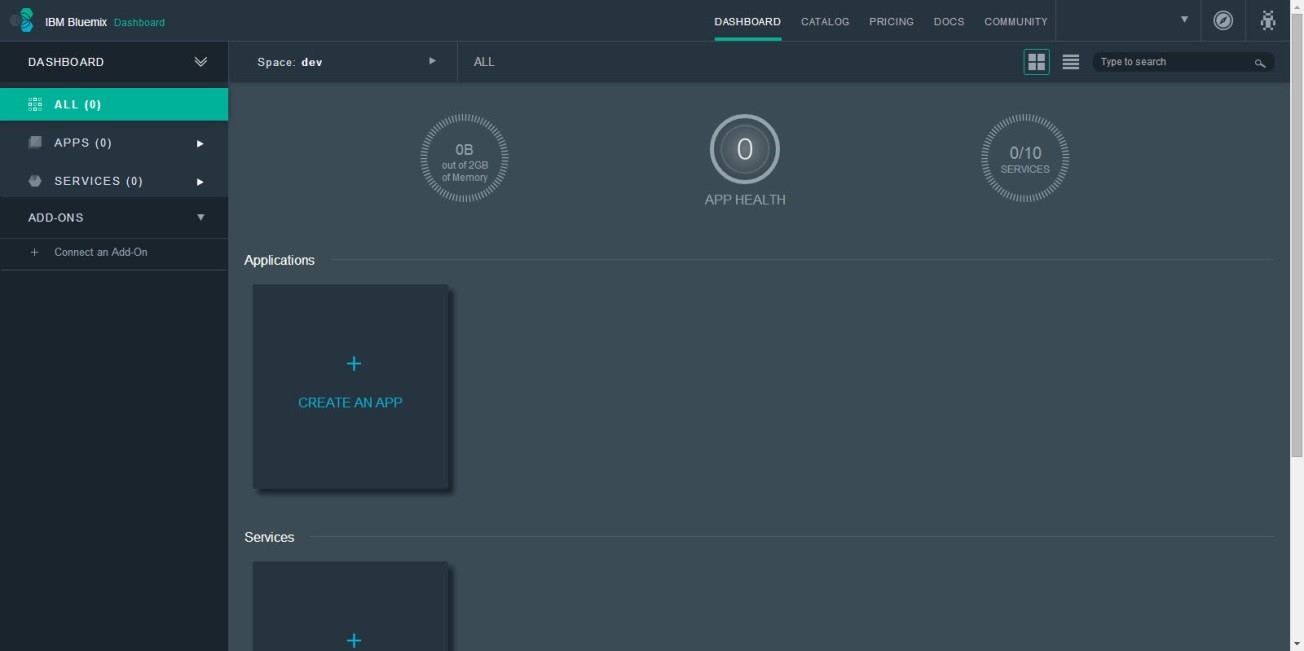 IBM Bluemix Dashboard
DASHBOARD CATALOG PRICING DOCS COMMUNITY
DASHBOARD
Space: dev
ALL
Type to search
ALL (0)
APPS (0)
SERVICES (0)
ADD-ONS
+ Connect an Add-On
0B
out of 2GB
of Memory
0
APP HEALTH
0/10
SERVICES
Applications
+
CREATE AN APP
Services
+